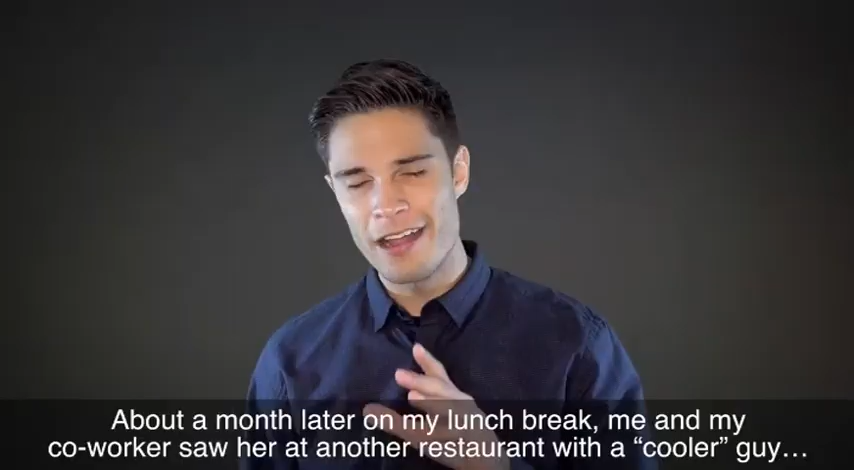 About a month later on my lunch break, me and my
co-worker saw her at another restaurant with a “cooler” guy…